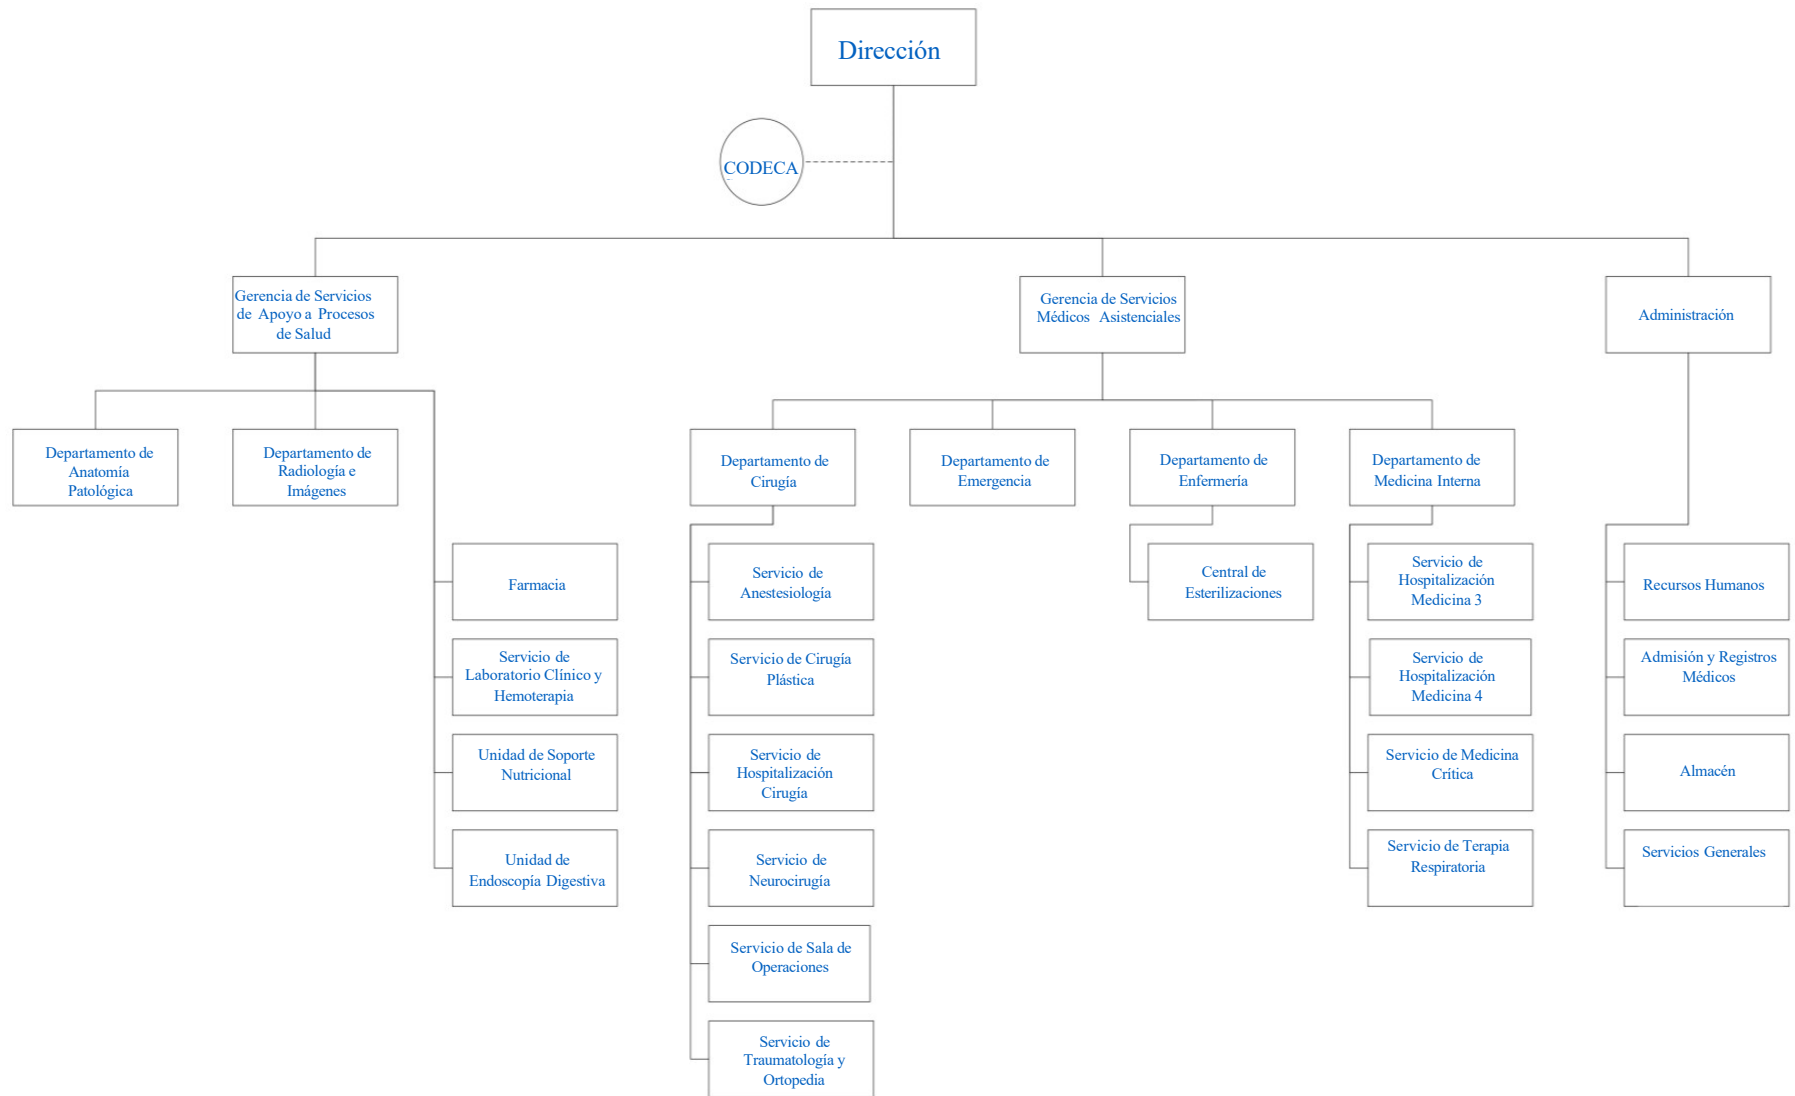 Dirección
CODECA
Gerencia de Servicios
de Apoyo a Procesos
de Salud
Gerencia de Servicios
Médicos Asistenciales
Administración
Departamento de
Anatomía
Patológica
Departamento de
Radiología e
Imágenes
Departamento de
Cirugía
Departamento de
Emergencia
Departamento de
Enfermería
Departamento de
Medicina Interna
Farmacia
Servicio de
Laboratorio Clínico y
Hemoterapia
Unidad de Soporte
Nutricional
Unidad de
Endoscopía Digestiva
Servicio de
Anestesiología
Servicio de Cirugía
Plástica
Servicio de
Hospitalización
Cirugía
Servicio de
Neurocirugía
Servicio de Sala de
Operaciones
Servicio de
Traumatología y
Ortopedia
Central de
Esterilizaciones
Servicio de
Hospitalización
Medicina 3
Servicio de
Hospitalización
Medicina 4
Servicio de Medicina
Crítica
Servicio de Terapia
Respiratoria
Recursos Humanos
Admisión y Registros
Médicos
Almacén
Servicios Generales